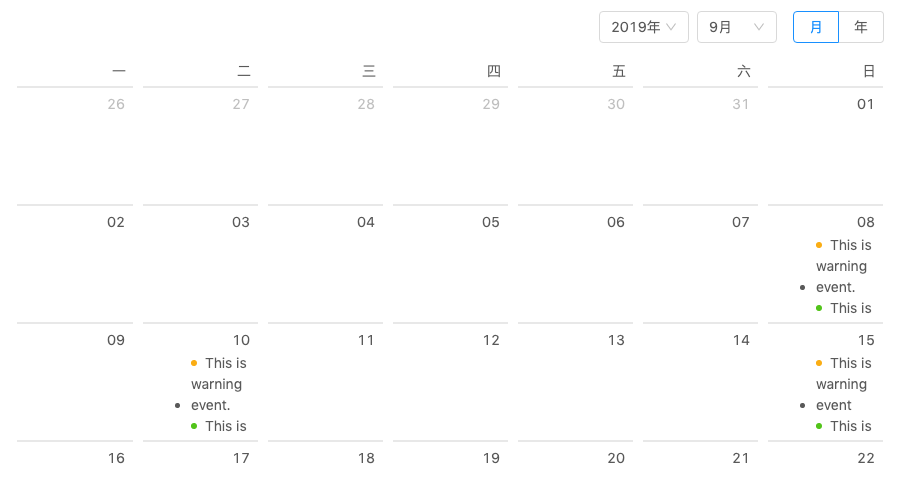 2019年 9月 月 年
一 二 三 四 五 六 日
26 27 28 29 30 31 01
02 03 04 05 06 07 08
This is
warning
event.
This is
09 10 11 12 13 14 15
This is This is
warning warning
event. event
This is This is
16 17 18 19 20 21 22